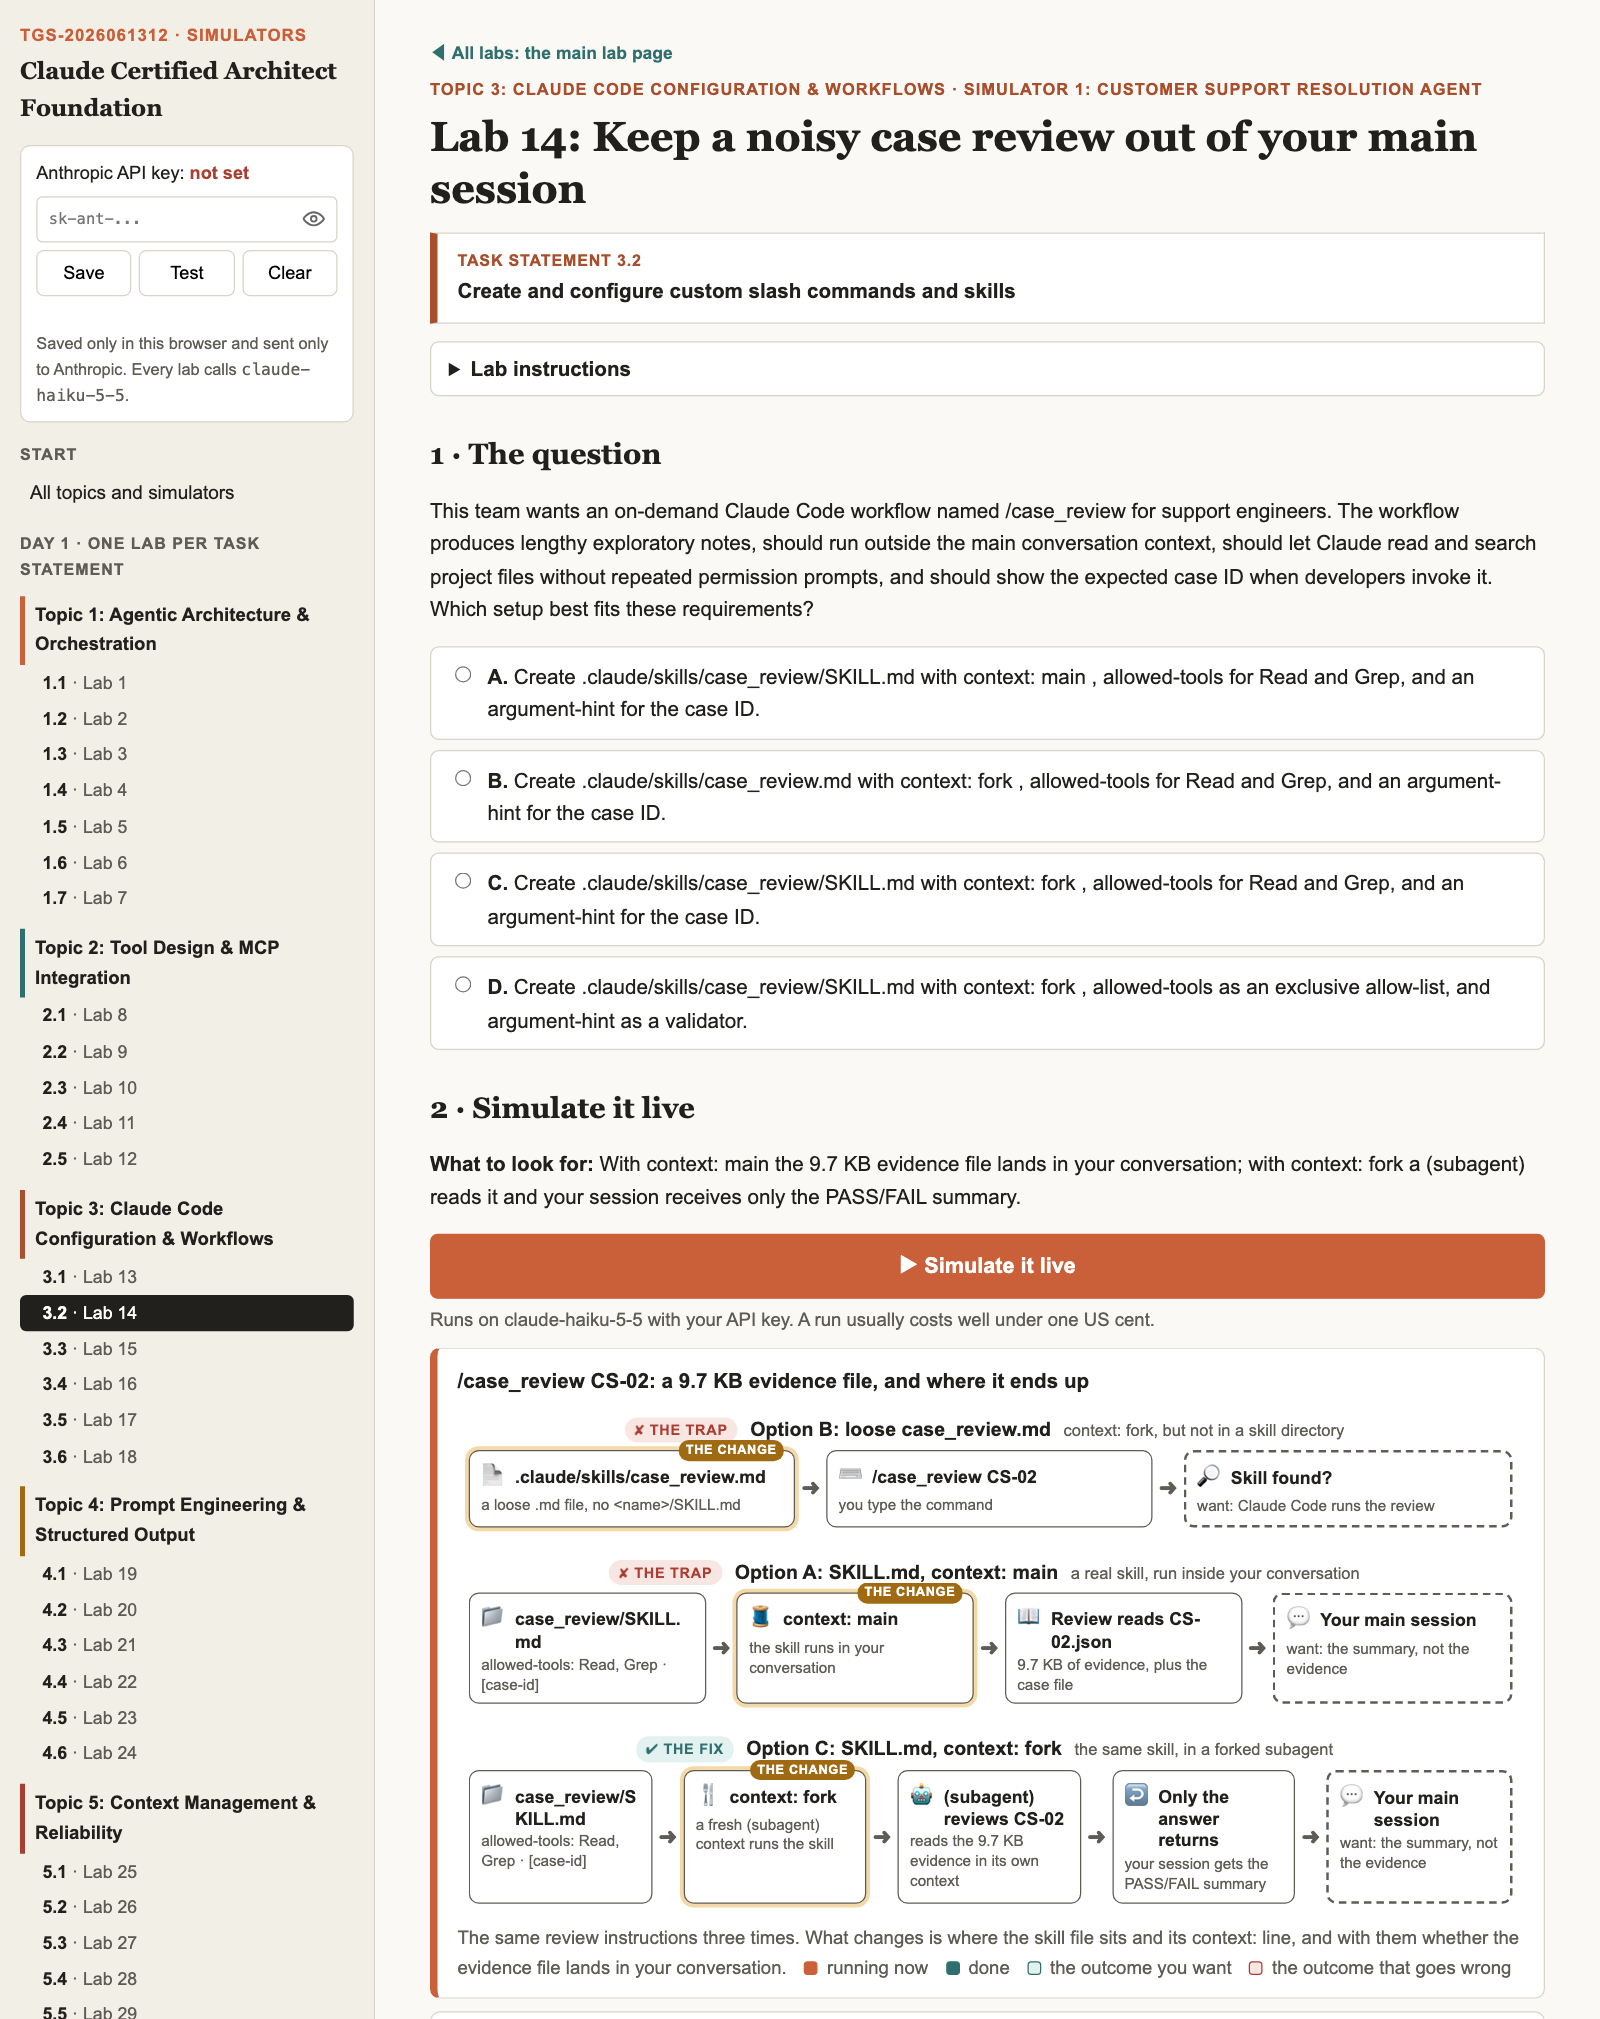 TGS-2026061312 · SIMULATORS
Claude Certified Architect
Foundation
Anthropic API key: not set
sk-ant-...
Save
Test
Clear
Saved only in this browser and sent only
to Anthropic. Every lab calls claude-
haiku-5-5.
START
All topics and simulators
DAY 1 · ONE LAB PER TASK
STATEMENT
Topic 1: Agentic Architecture &
Orchestration
1.1 · Lab 1
1.2 · Lab 2
1.3 · Lab 3
1.4 · Lab 4
1.5 · Lab 5
1.6 · Lab 6
1.7 · Lab 7
Topic 2: Tool Design & MCP
Integration
2.1 · Lab 8
2.2 · Lab 9
2.3 · Lab 10
2.4 · Lab 11
2.5 · Lab 12
Topic 3: Claude Code
Configuration & Workflows
3.1 · Lab 13
3.2 · Lab 14
3.3 · Lab 15
3.4 · Lab 16
3.5 · Lab 17
3.6 · Lab 18
Topic 4: Prompt Engineering &
Structured Output
4.1 · Lab 19
4.2 · Lab 20
4.3 · Lab 21
4.4 · Lab 22
4.5 · Lab 23
4.6 · Lab 24
Topic 5: Context Management &
Reliability
5.1 · Lab 25
5.2 · Lab 26
5.3 · Lab 27
5.4 · Lab 28
5.5 · Lab 29
◀ All labs: the main lab page
TOPIC 3: CLAUDE CODE CONFIGURATION & WORKFLOWS · SIMULATOR 1: CUSTOMER SUPPORT RESOLUTION AGENT
Lab 14: Keep a noisy case review out of your main
session
TASK STATEMENT 3.2
Create and configure custom slash commands and skills
▶ Lab instructions
1 · The question
This team wants an on-demand Claude Code workflow named /case_review for support engineers. The workflow
produces lengthy exploratory notes, should run outside the main conversation context, should let Claude read and search
project files without repeated permission prompts, and should show the expected case ID when developers invoke it.
Which setup best fits these requirements?
A. Create .claude/skills/case_review/SKILL.md with context: main , allowed-tools for Read and Grep, and an
argument-hint for the case ID.
B. Create .claude/skills/case_review.md with context: fork , allowed-tools for Read and Grep, and an argument-
hint for the case ID.
C. Create .claude/skills/case_review/SKILL.md with context: fork , allowed-tools for Read and Grep, and an
argument-hint for the case ID.
D. Create .claude/skills/case_review/SKILL.md with context: fork , allowed-tools as an exclusive allow-list, and
argument-hint as a validator.
2 · Simulate it live
What to look for: With context: main the 9.7 KB evidence file lands in your conversation; with context: fork a (subagent)
reads it and your session receives only the PASS/FAIL summary.
▶ Simulate it live
Runs on claude-haiku-5-5 with your API key. A run usually costs well under one US cent.
/case_review CS-02: a 9.7 KB evidence file, and where it ends up
✘ THE TRAP Option B: loose case_review.md context: fork, but not in a skill directory
THE CHANGE
.claude/skills/case_review.md
a loose .md file, no <name>/SKILL.md
➜
/case_review CS-02
you type the command
➜
Skill found?
want: Claude Code runs the review
✘ THE TRAP Option A: SKILL.md, context: main a real skill, run inside your conversation
case_review/SKILL.
md
allowed-tools: Read, Grep ·
[case-id]
➜
THE CHANGE
context: main
the skill runs in your
conversation
➜
Review reads CS-
02.json
9.7 KB of evidence, plus the
case file
➜
Your main session
want: the summary, not the
evidence
✔ THE FIX Option C: SKILL.md, context: fork the same skill, in a forked subagent
case_review/S
KILL.md
allowed-tools: Read,
Grep · [case-id]
➜
THE CHANGE
context: fork
a fresh (subagent)
context runs the skill
➜
(subagent)
reviews CS-02
reads the 9.7 KB
evidence in its own
context
➜
Only the
answer
returns
your session gets the
PASS/FAIL summary
➜
Your main
session
want: the summary, not
the evidence
The same review instructions three times. What changes is where the skill file sits and its context: line, and with them whether the
evidence file lands in your conversation. running now done the outcome you want the outcome that goes wrong